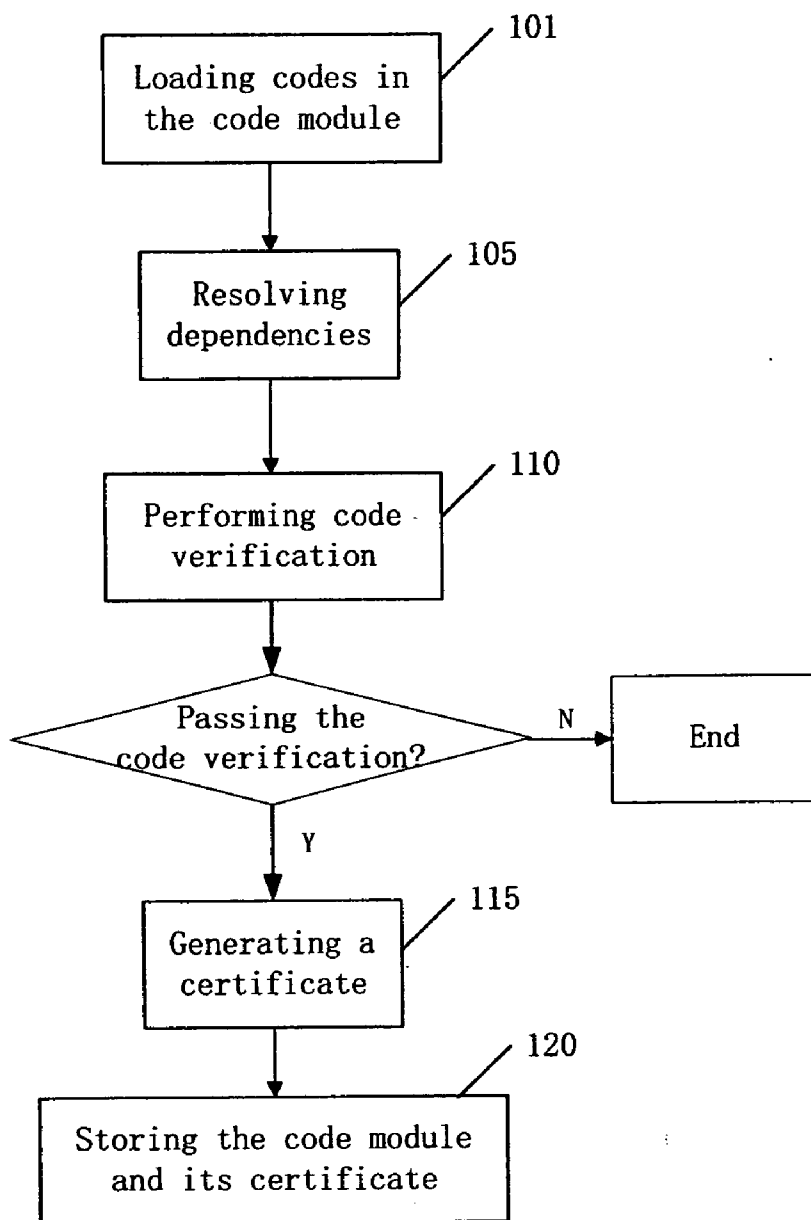 101
Loading codes in
the code module
105
Resolving
dependencies
110
Performing code
verification
Passing the
code verification?
N
End
Y
115
Generating a
certificate
120
Storing the code module
and its certificate